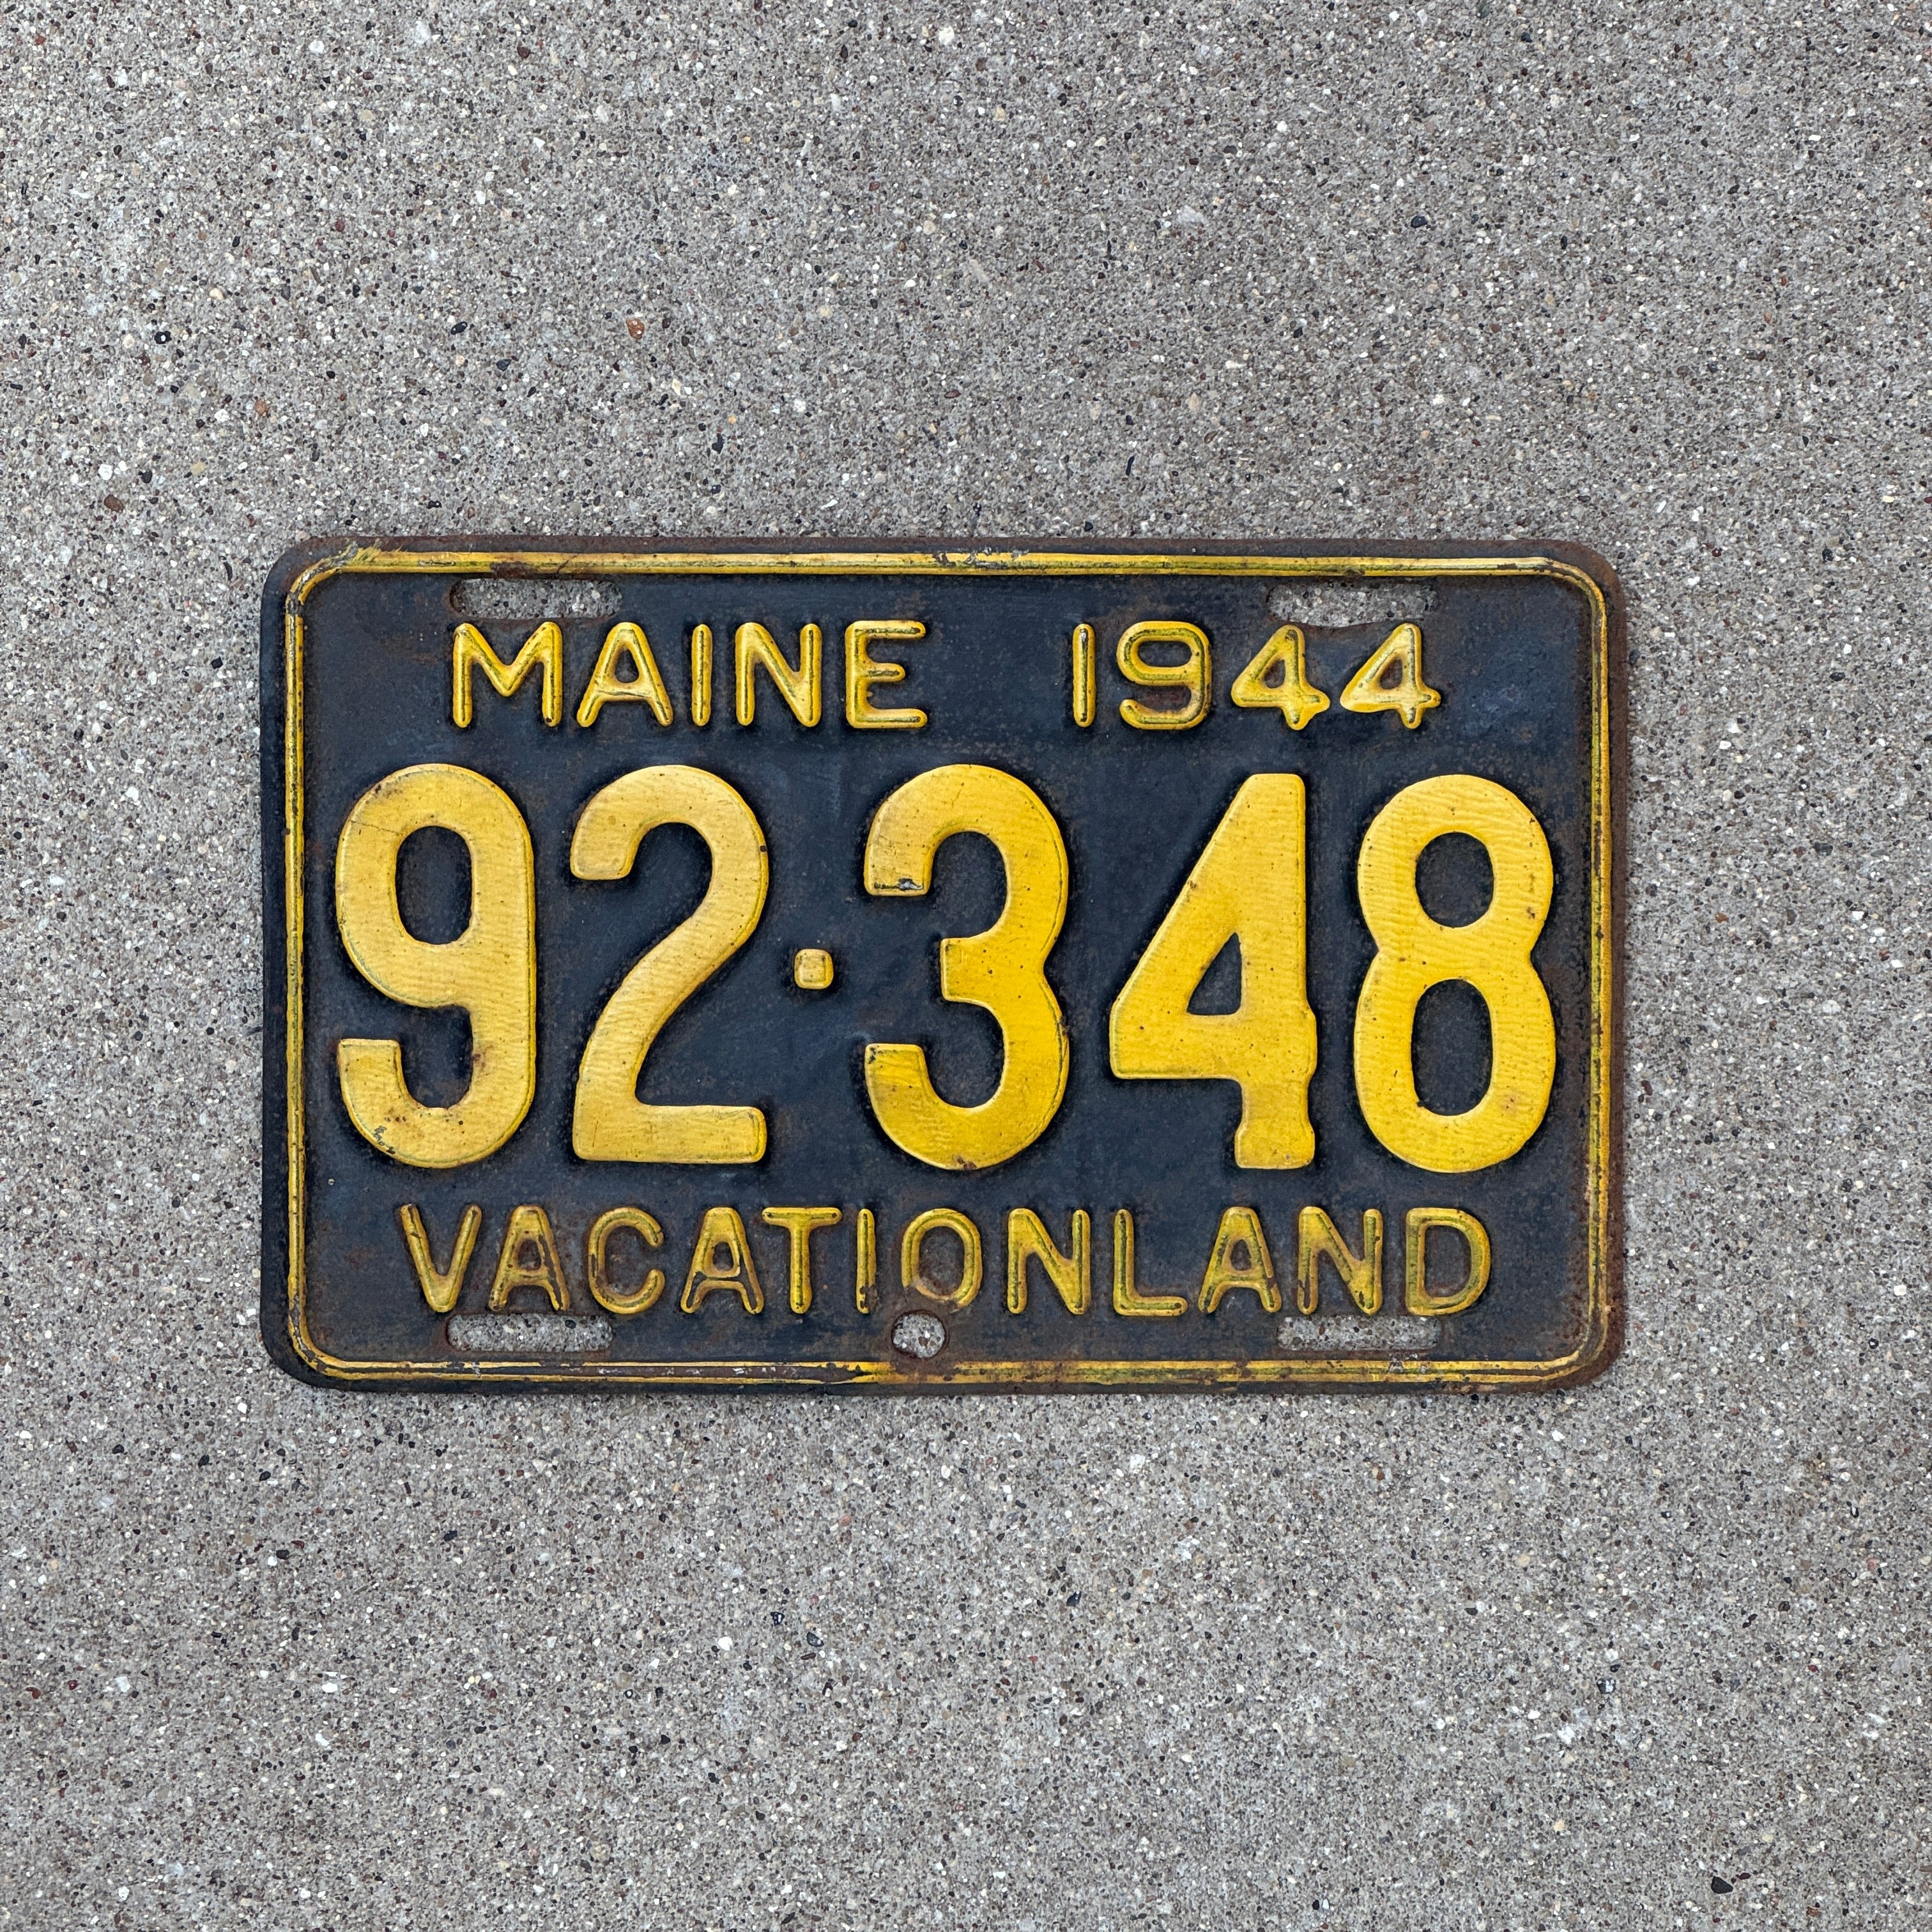 MAINE 1944
92·348
VACATIONLAND